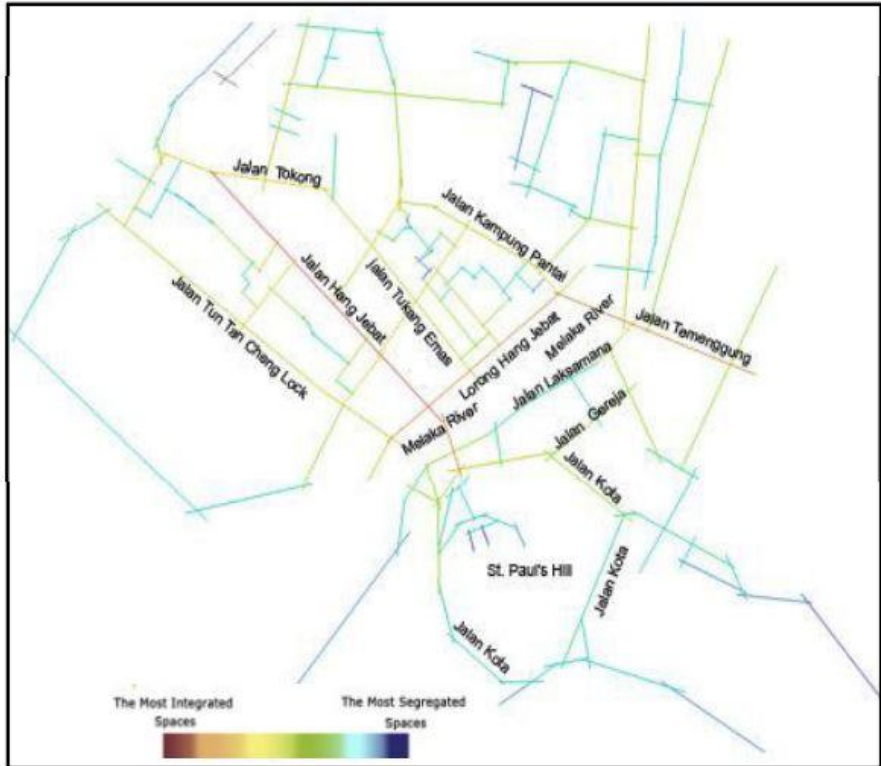 Jalan Tokong
Jalan Kampung Pantai
Jalan Hang Jebat
Jalan Tukang Emas
Jalan Tun Tan Cheng Lock
Lorong Hang Jebat
Melaka River
Jalan Temenggung
Jalan Laksamana
Melaka River
Jalan Gereja
Jalan Kota
St. Paul's Hill
Jalan Kota
Jalan Kota
The Most Integrated
Spaces
The Most Segregated
Spaces